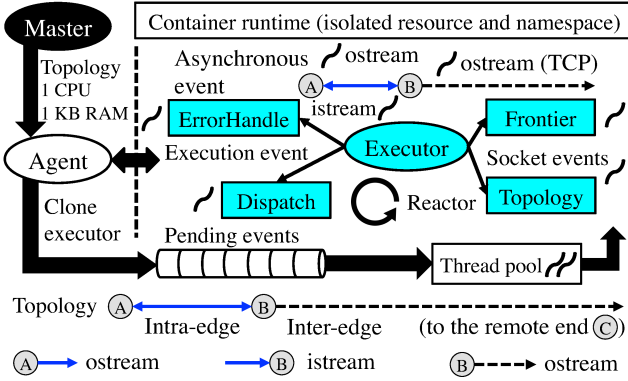 Master
Container runtime (isolated resource and namespace)
Topology
1 CPU
1 KB RAM
Asynchronous
event
ostream
A
B
ostream (TCP)
istream
ErrorHandle
Frontier
Executor
Agent
Execution event
Socket events
Dispatch
Reactor
Topology
Clone
executor
Pending events
Thread pool
Topology A B
Intra-edge Inter-edge (to the remote end C)
A ostream B istream B ostream